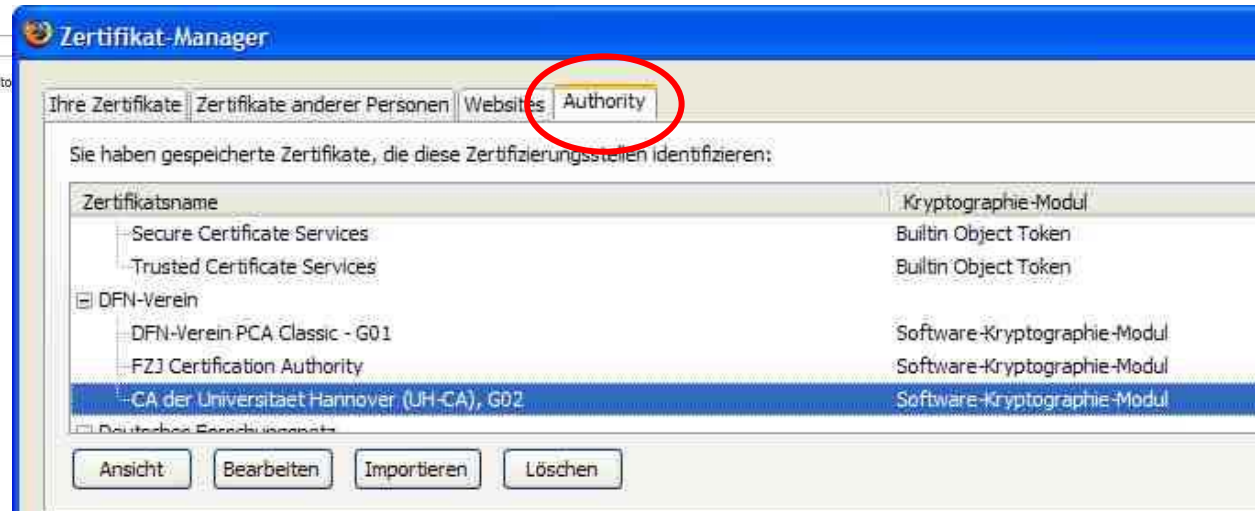 Zertifikat-Manager
to
Ihre Zertifikate Zertifikate anderer Personen Websites Authority
Sie haben gespeicherte Zertifikate, die diese Zertifizierungsstellen identifizieren:
Zertifikatsname Kryptographie-Modul
Secure Certificate Services Builtin Object Token
Trusted Certificate Services Builtin Object Token
DFN-Verein
DFN-Verein PCA Classic - G01 Software-Kryptographie-Modul
FZJ Certification Authority Software-Kryptographie-Modul
CA der Universitaet Hannover (UH-CA), G02 Software-Kryptographie-Modul
Deutsches Forschungsnetz
Ansicht Bearbeiten Importieren Löschen